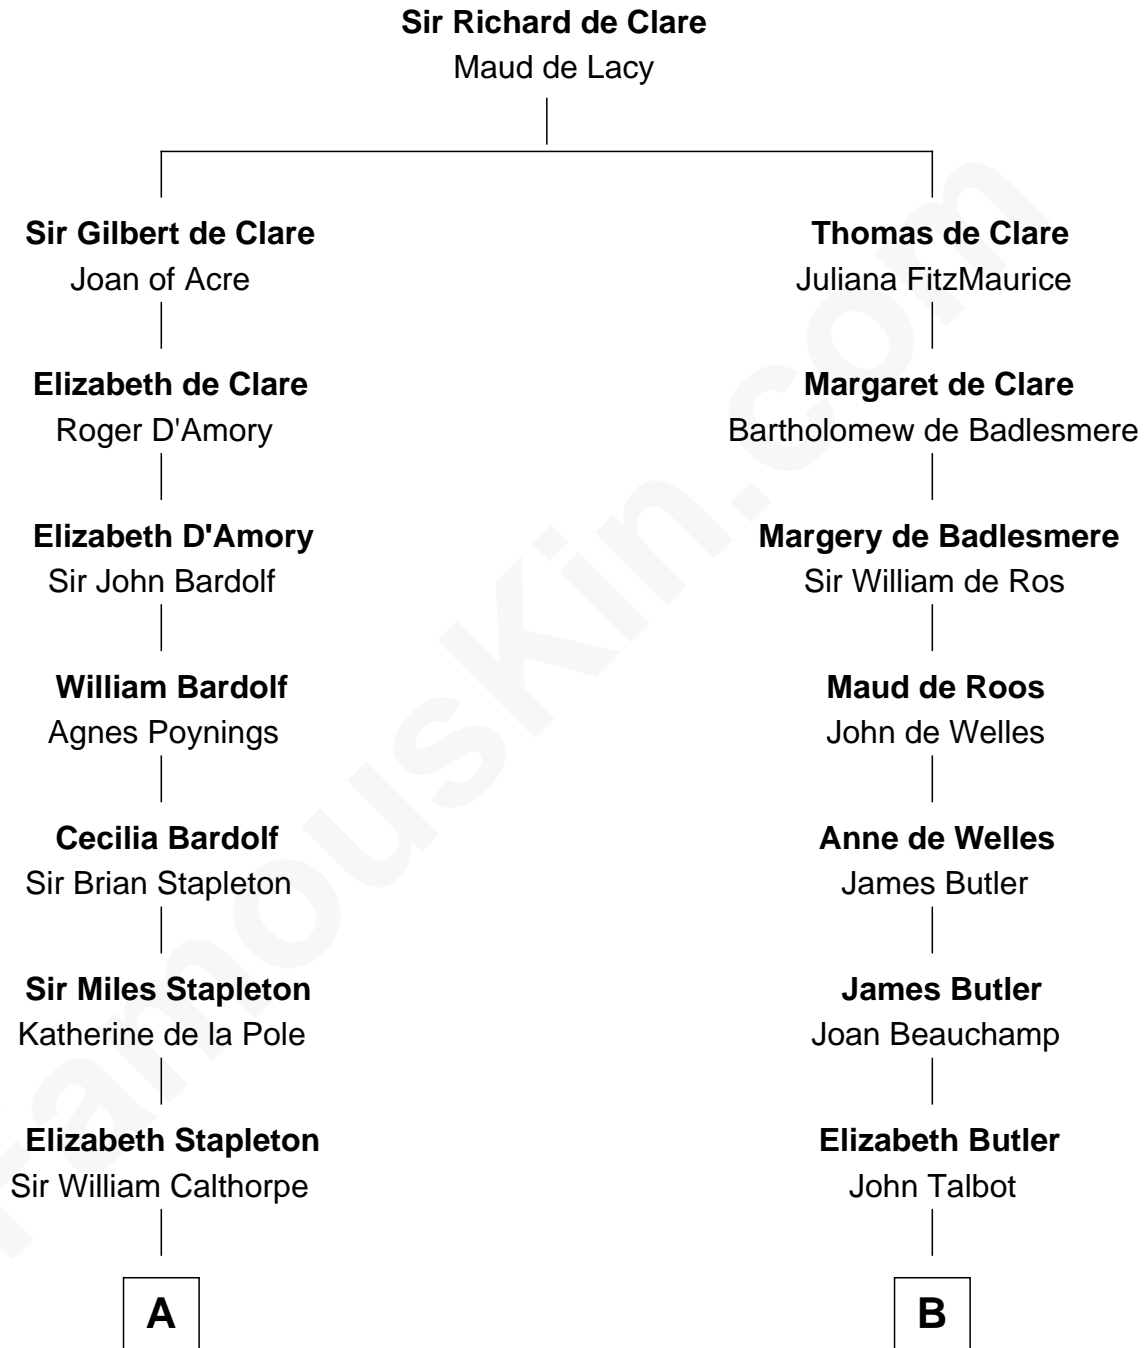 Sir Richard de Clare
Maud de Lacy
Sir Gilbert de Clare
Joan of Acre
Elizabeth de Clare
Roger D'Amory
Elizabeth D'Amory
Sir John Bardolf
William Bardolf
Agnes Poynings
Cecilia Bardolf
Sir Brian Stapleton
Sir Miles Stapleton
Katherine de la Pole
Elizabeth Stapleton
Sir William Calthorpe
A
Thomas de Clare
Juliana FitzMaurice
Margaret de Clare
Bartholomew de Badlesmere
Margery de Badlesmere
Sir William de Ros
Maud de Roos
John de Welles
Anne de Welles
James Butler
James Butler
Joan Beauchamp
Elizabeth Butler
John Talbot
B
FamousKin.com